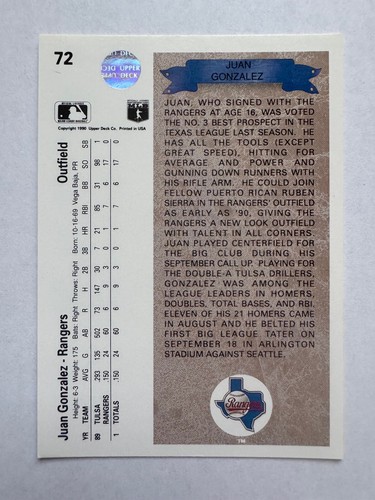 72
UPPER DECK
JUAN
GONZALEZ
JUAN, WHO SIGNED WITH THE
RANGERS AT AGE 16, WAS VOTED
THE NO. 3 BEST PROSPECT IN THE
TEXAS LEAGUE LAST SEASON. HE
HAS ALL THE TOOLS (EXCEPT
GREAT SPEED), HITTING FOR
AVERAGE AND POWER AND
GUNNING DOWN RUNNERS WITH
HIS RIFLE ARM. HE COULD JOIN
FELLOW PUERTO RICAN RUBEN
SIERRA IN THE RANGERS' OUTFIELD
AS EARLY AS '90, GIVING THE
RANGERS A NEW LOOK OUTFIELD
WITH TALENT IN ALL CORNERS.
JUAN PLAYED CENTERFIELD FOR
THE BIG CLUB DURING HIS
SEPTEMBER CALL UP. PLAYING FOR
THE DOUBLE-A TULSA DRILLERS,
GONZALEZ WAS AMONG THE
LEAGUE LEADERS IN HOMERS,
DOUBLES, TOTAL BASES, AND RBI.
ELEVEN OF HIS 21 HOMERS CAME
IN AUGUST AND HE BELTED HIS
FIRST BIG LEAGUE TATER ON
SEPTEMBER 18 IN ARLINGTON
STADIUM AGAINST SEATTLE.
Rangers
TM
Copyright 1990 Upper Deck Co. Printed in USA
Juan Gonzalez - Rangers Outfield
Height: 6-3 Weight: 175 Bats: Right Throws: Right Born: 10-16-69 Vega Baja, PR
YR TEAM AVG G AB R H 2B 3B HR RBI BB SO SB
89 TULSA .293 135 502 73 147 30 7 21 85 31 98 1
RANGERS .150 24 60 6 9 3 0 1 7 6 17 0
1 TOTALS .150 24 60 6 9 3 0 1 7 6 17 0